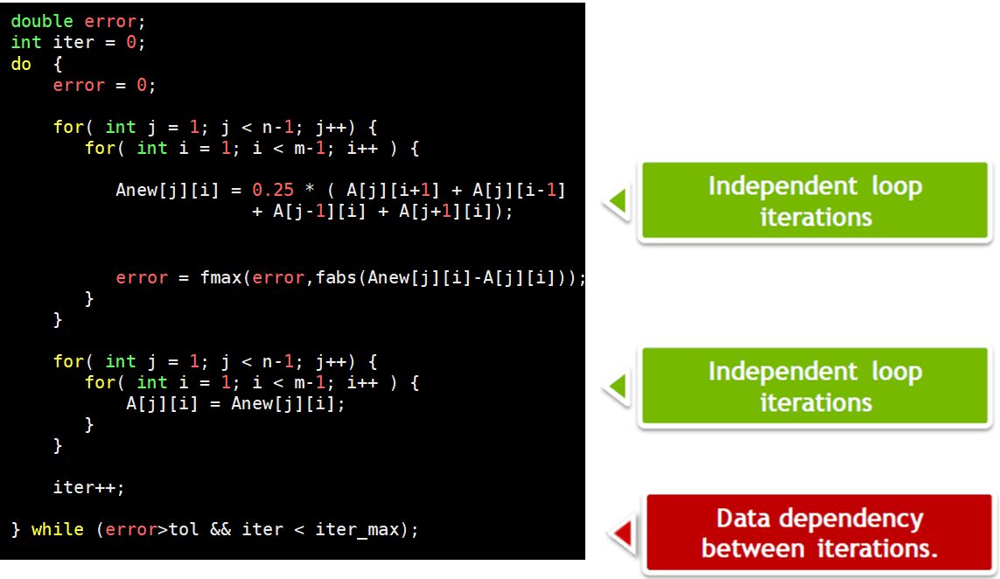 double error;
int iter = 0;
do  {
    error = 0;
    for( int j = 1; j < n-1; j++) {
       for( int i = 1; i < m-1; i++ ) {
          Anew[j][i] = 0.25 * ( A[j][i+1] + A[j][i-1]
                       + A[j-1][i] + A[j+1][i]);
          error = fmax(error,fabs(Anew[j][i]-A[j][i]));
       }
    }
    for( int j = 1; j < n-1; j++) {
       for( int i = 1; i < m-1; i++ ) {
           A[j][i] = Anew[j][i];
       }
    }
    iter++;
} while (error>tol && iter < iter_max);
Independent loop
iterations
Independent loop
iterations
Data dependency
between iterations.